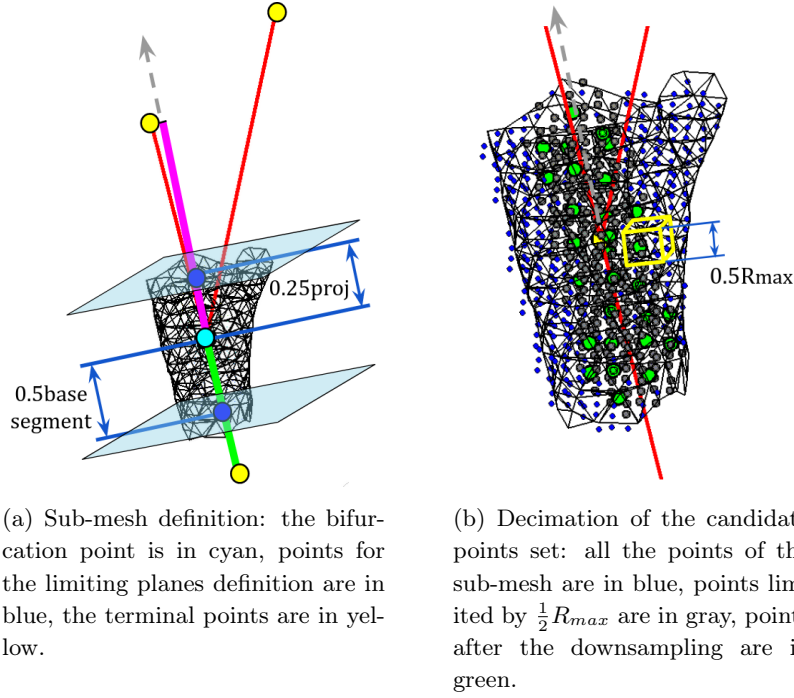 0.25proj
0.5base
segment
0.5Rmax
(a) Sub-mesh definition: the bifur-
cation point is in cyan, points for
the limiting planes definition are in
blue, the terminal points are in yel-
low.
(b) Decimation of the candidat
points set: all the points of th
sub-mesh are in blue, points lim
ited by ½R_max are in gray, point
after the downsampling are i
green.